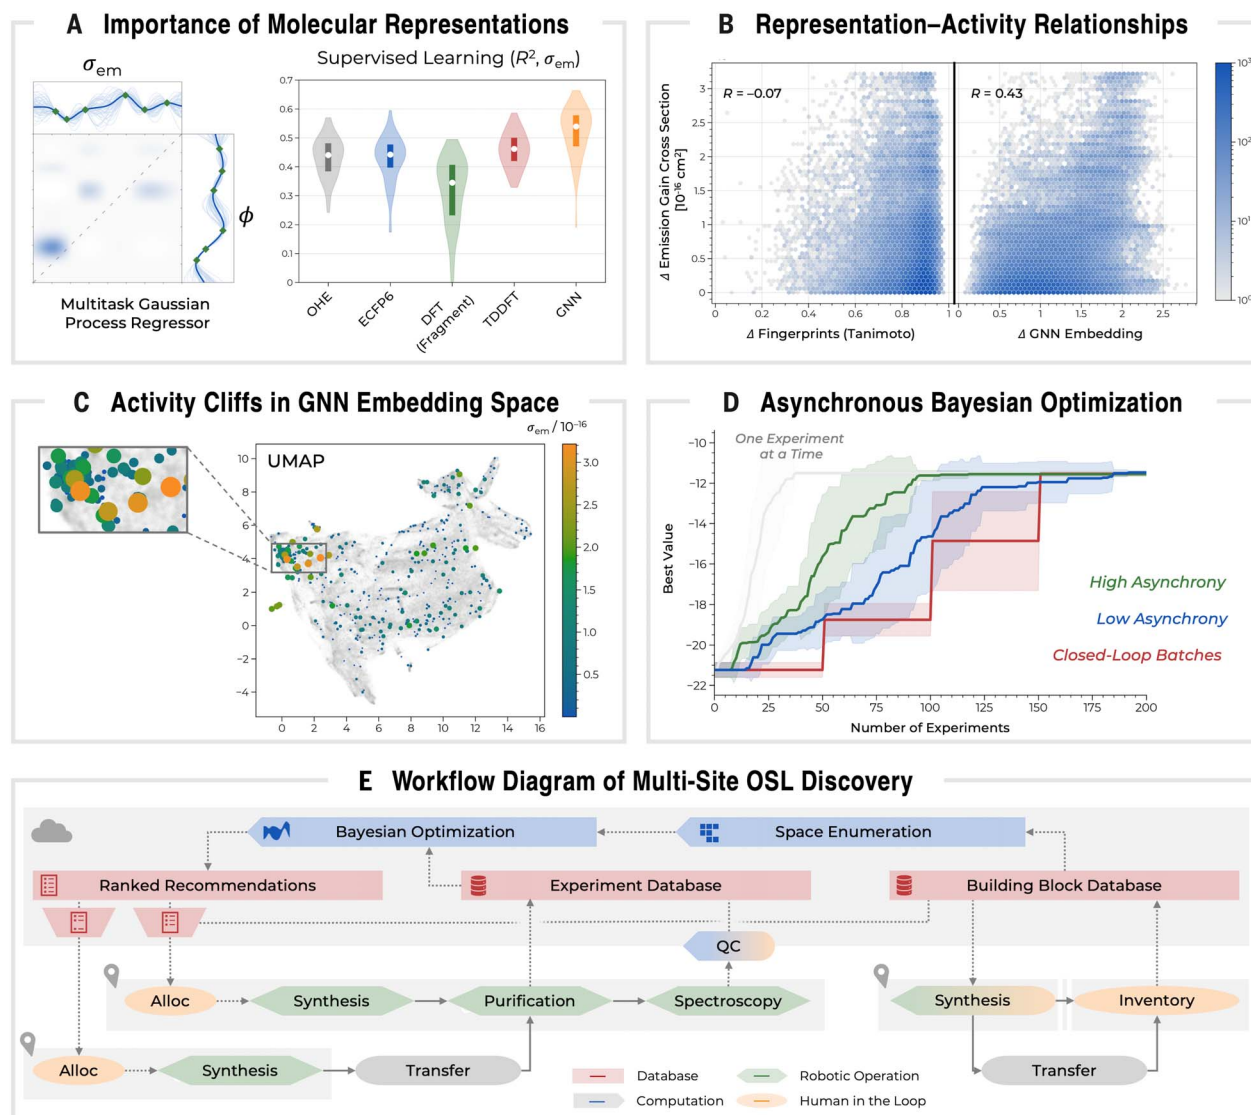 A Importance of Molecular Representations
σem
ϕ
Multitask Gaussian
Process Regressor
Supervised Learning (R², σem)
0.7
0.6
0.5
0.4
0.3
0.2
0.1
0
OHE
ECFP6
DFT
(Fragment)
TDDFT
GNN
B Representation–Activity Relationships
Δ Emission Gain Cross Section
[10⁻¹⁶ cm²]
3
2.5
2
1.5
1
0.5
0
R = –0.07
R = 0.43
0 0.2 0.4 0.6 0.8 1
0 0.5 1 1.5 2 2.5
Δ Fingerprints (Tanimoto)
Δ GNN Embedding
10³
10²
10¹
10⁰
C Activity Cliffs in GNN Embedding Space
σem / 10⁻¹⁶
UMAP
10
8
6
4
2
0
−2
−4
0 2 4 6 8 10 12 14 16
3.0
2.5
2.0
1.5
1.0
0.5
D Asynchronous Bayesian Optimization
One Experiment
at a Time
Best Value
−10
−12
−14
−16
−18
−20
−22
High Asynchrony
Low Asynchrony
Closed-Loop Batches
0 25 50 75 100 125 150 175 200
Number of Experiments
E Workflow Diagram of Multi-Site OSL Discovery
Bayesian Optimization
Space Enumeration
Ranked Recommendations
Experiment Database
Building Block Database
QC
Alloc
Synthesis
Purification
Spectroscopy
Synthesis
Inventory
Alloc
Synthesis
Transfer
Transfer
Database
Robotic Operation
Computation
Human in the Loop